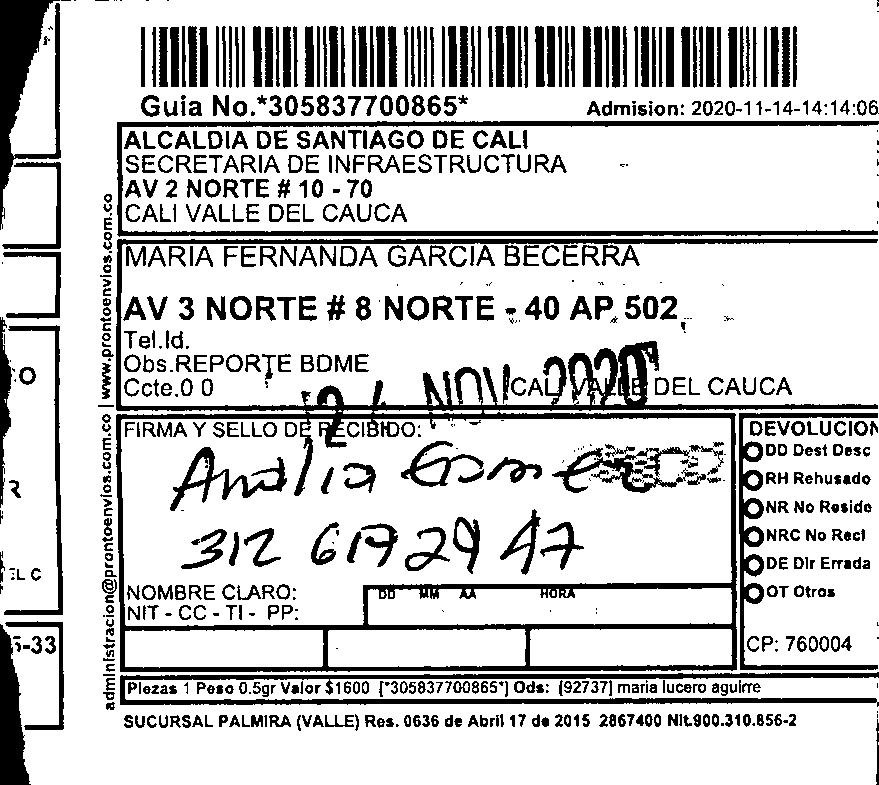 Guia No.*305837700865*
Admision: 2020-11-14-14:14:06
ALCALDIA DE SANTIAGO DE CALI
SECRETARIA DE INFRAESTRUCTURA
AV 2 NORTE # 10 - 70
CALI VALLE DEL CAUCA
MARIA FERNANDA GARCIA BECERRA
AV 3 NORTE # 8 NORTE - 40 AP 502
Tel.Id.
Obs.REPORTE BDME
Ccte.0 0
CALI VALLE DEL CAUCA
NOV 2020
FIRMA Y SELLO DE RECIBIDO:
Analia Gomez
NOMBRE CLARO:
NIT - CC - TI - PP:
DD MM AA HORA
DEVOLUCION
DD Dest Desc
RH Rehusado
NR No Reside
NRC No Recl
DE Dir Errada
OT Otros
CP: 760004
Piezas 1 Peso 0.5gr Valor $1600 [*305837700865*] Ods: [92737] maria lucero aguirre
SUCURSAL PALMIRA (VALLE) Res. 0636 de Abril 17 de 2015 2867400 Nit.900.310.856-2
www.prontoenvios.com.co
administracion@prontoenvios.com.co
O
R
EL C
5-33